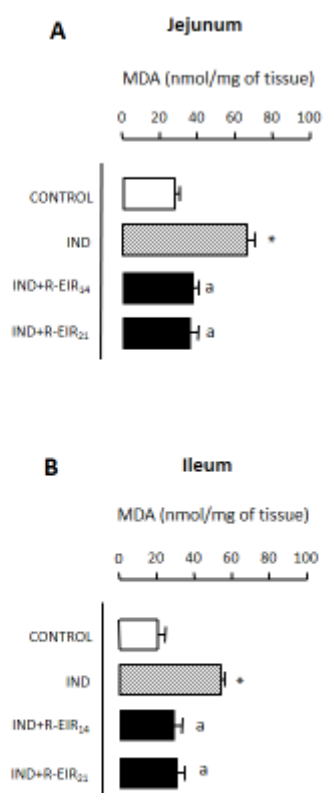 A
Jejunum
MDA (nmol/mg of tissue)
0 20 40 60 80 100
CONTROL
IND *
IND+R-EIR₁₄ a
IND+R-EIR₂₁ a
B
Ileum
MDA (nmol/mg of tissue)
0 20 40 60 80 100
CONTROL
IND *
IND+R-EIR₁₄ a
IND+R-EIR₂₁ a